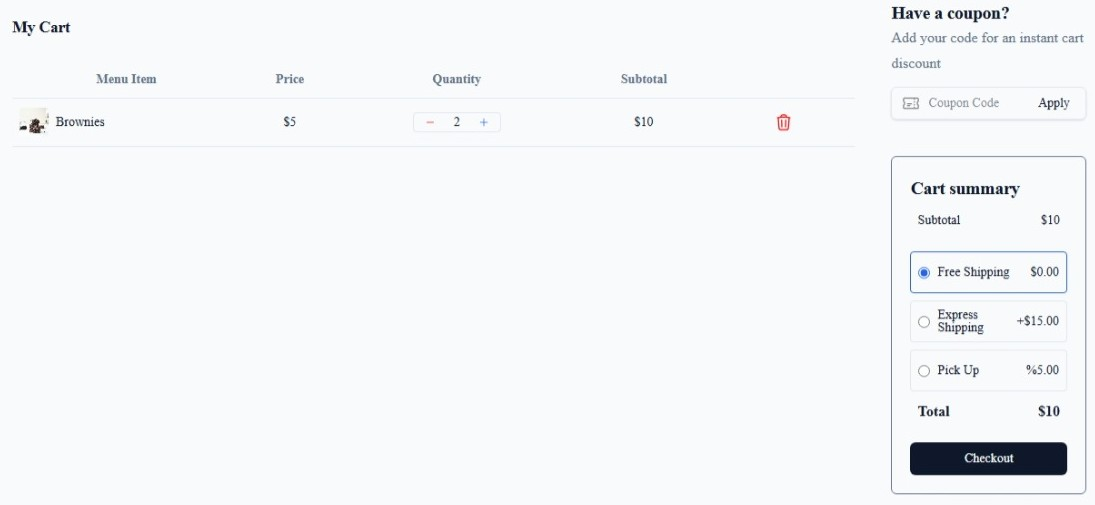 My Cart
Menu Item Price Quantity Subtotal
Brownies $5 − 2 + $10
Have a coupon?
Add your code for an instant cart
discount
Coupon Code Apply
Cart summary
Subtotal $10
Free Shipping $0.00
Express
Shipping +$15.00
Pick Up %5.00
Total $10
Checkout